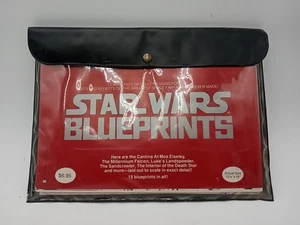 STAR WARS
BLUEPRINTS
Here are the Cantina At Mos Eiseley,
The Millennium Falcon, Luke's Landspeeder,
The Sandcrawler, The Interior of the Death Star
and more—laid out to scale in exact detail!
15 blueprints in all!
$6.95